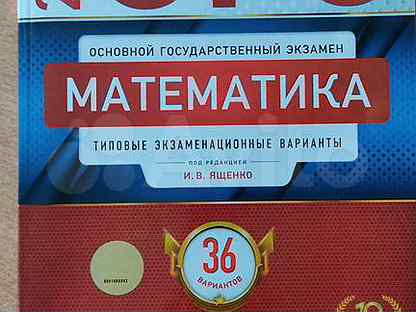 ОСНОВНОЙ ГОСУДАРСТВЕННЫЙ ЭКЗАМЕН
МАТЕМАТИКА
ТИПОВЫЕ ЭКЗАМЕНАЦИОННЫЕ ВАРИАНТЫ
ПОД РЕДАКЦИЕЙ
И. В. ЯЩЕНКО
36
ВАРИАНТОВ